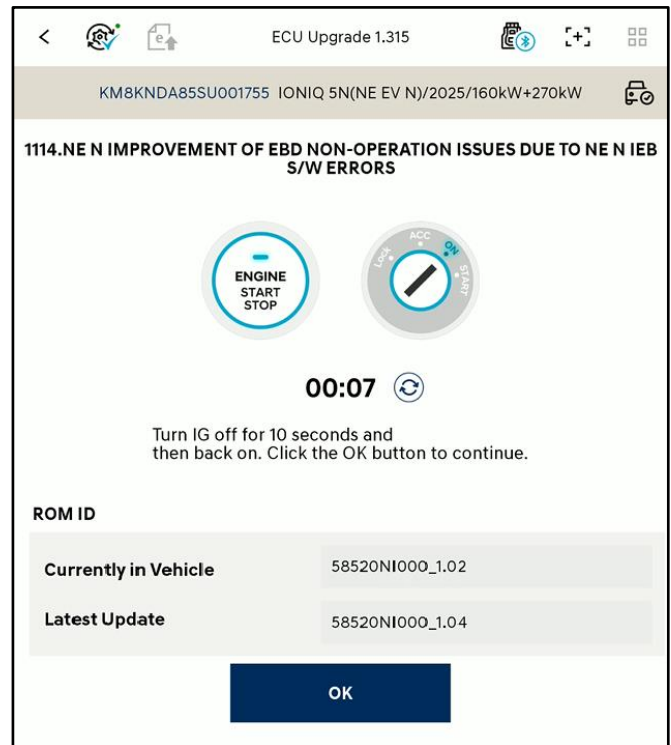 ECU Upgrade 1.315
KM8KNDA85SU001755 IONIQ 5N(NE EV N)/2025/160kW+270kW
1114.NE N IMPROVEMENT OF EBD NON-OPERATION ISSUES DUE TO NE N IEB
S/W ERRORS
ENGINE
START
STOP
Lock
ACC
ON
START
00:07
Turn IG off for 10 seconds and
then back on. Click the OK button to continue.
ROM ID
Currently in Vehicle
58520NI000_1.02
Latest Update
58520NI000_1.04
OK